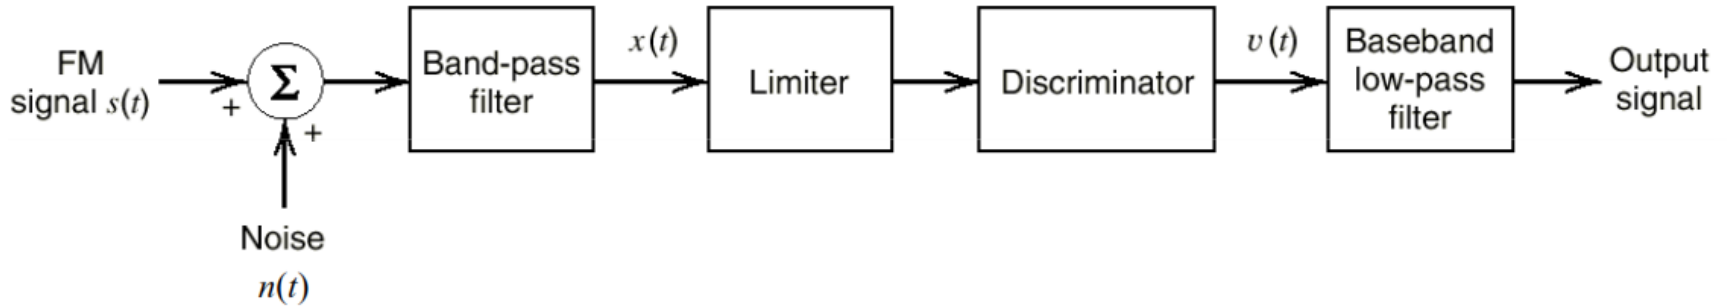 FM
signal s(t)
+
Σ
+
Noise
n(t)
Band-pass
filter
x(t)
Limiter
Discriminator
v(t)
Baseband
low-pass
filter
Output
signal